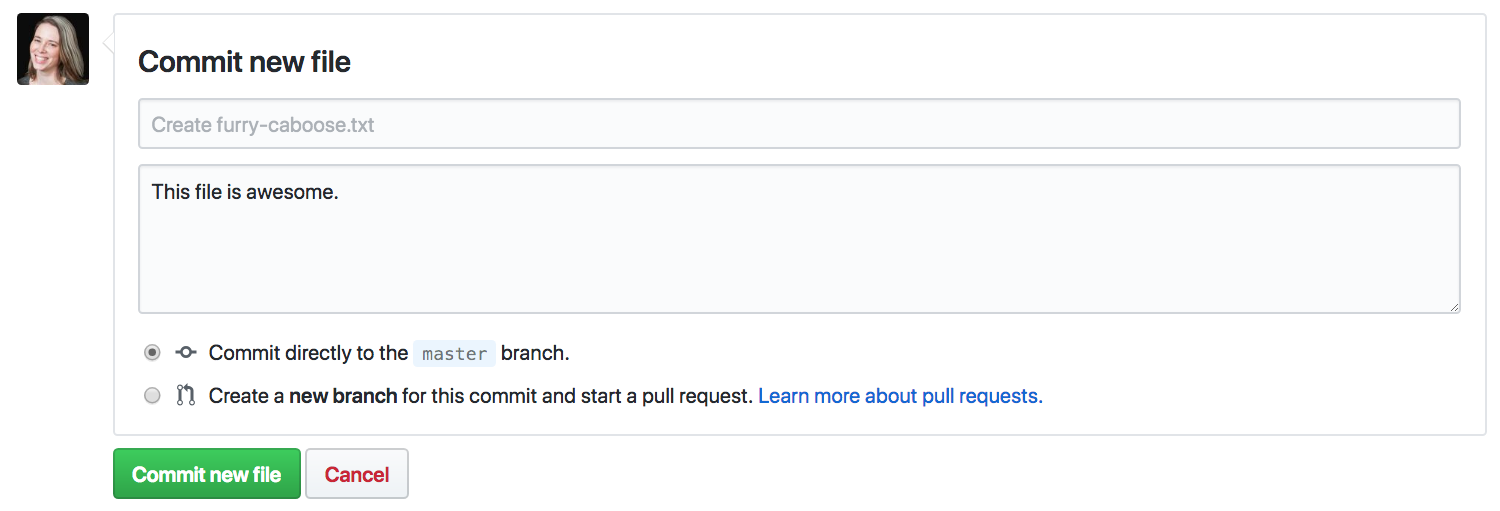 Commit new file
Create furry-caboose.txt
This file is awesome.
Commit directly to the master branch.
Create a new branch for this commit and start a pull request. Learn more about pull requests.
Commit new file
Cancel